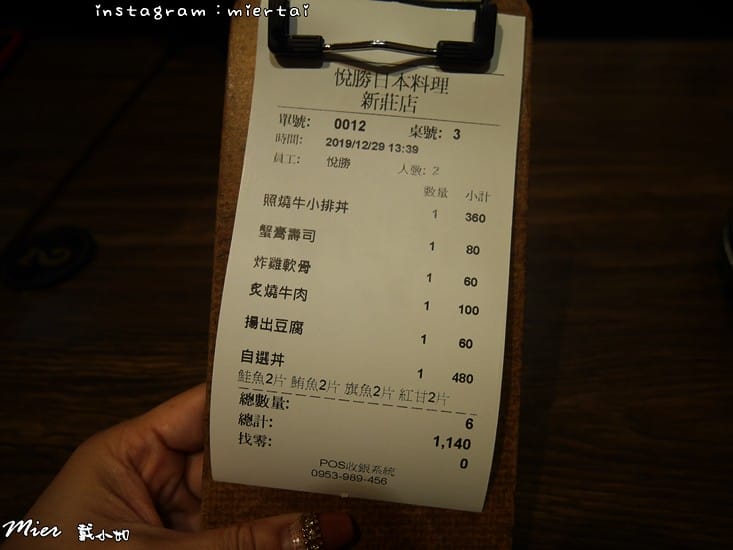 instagram：miertai
悅勝日本料理
新莊店
單號: 0012 桌號: 3
時間: 2019/12/29 13:39
員工: 悅勝 人數: 2
數量 小計
照燒牛小排丼 1 360
蟹膏壽司 1 80
炸雞軟骨 1 60
炙燒牛肉 1 100
揚出豆腐 1 60
自選丼 1 480
鮭魚2片 鮪魚2片 旗魚2片 紅甘2片
總數量: 6
總計: 1,140
找零: 0
POS收銀系統
0953-989-456
Mier 戴小如